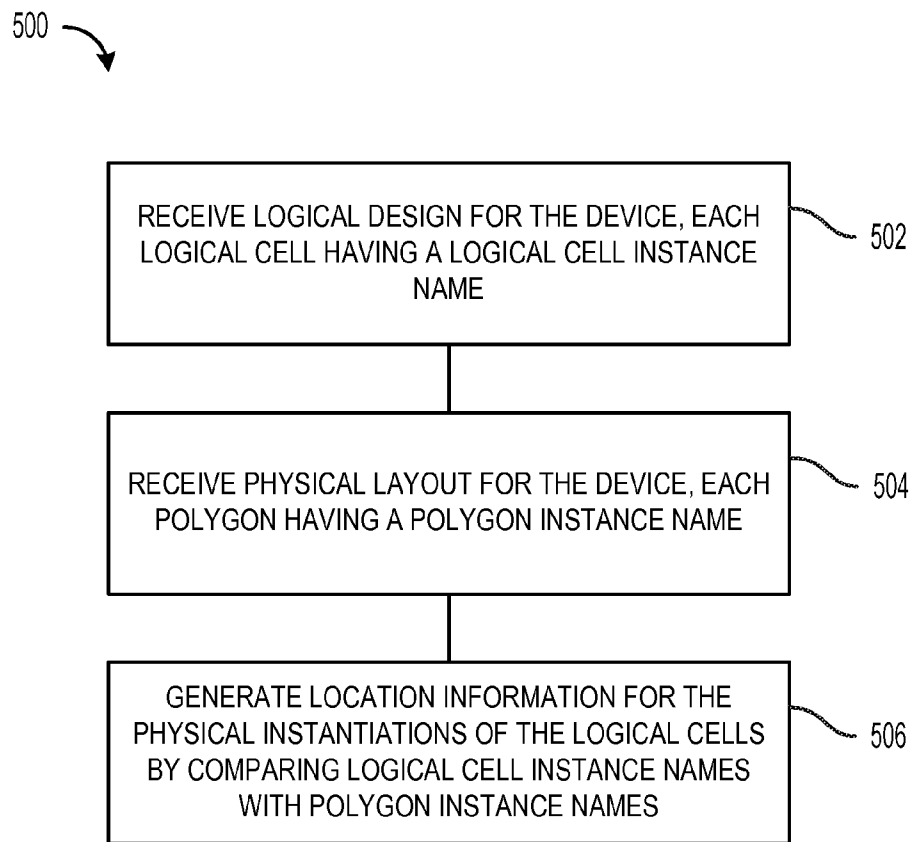 500
RECEIVE LOGICAL DESIGN FOR THE DEVICE, EACH
LOGICAL CELL HAVING A LOGICAL CELL INSTANCE
NAME
502
RECEIVE PHYSICAL LAYOUT FOR THE DEVICE, EACH
POLYGON HAVING A POLYGON INSTANCE NAME
504
GENERATE LOCATION INFORMATION FOR THE
PHYSICAL INSTANTIATIONS OF THE LOGICAL CELLS
BY COMPARING LOGICAL CELL INSTANCE NAMES
WITH POLYGON INSTANCE NAMES
506